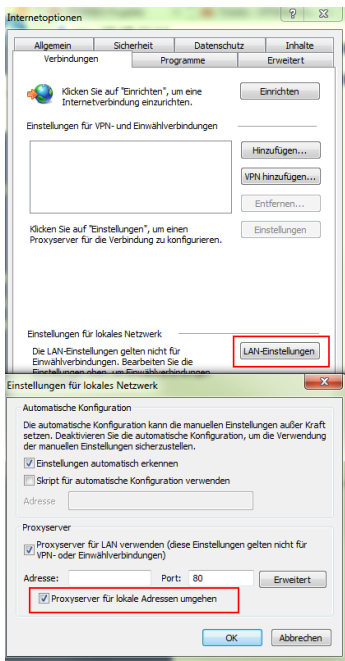 Internetoptionen
Allgemein Sicherheit Datenschutz Inhalte
Verbindungen Programme Erweitert
Klicken Sie auf "Einrichten", um eine
Internetverbindung einzurichten.
Einrichten
Einstellungen für VPN- und Einwählverbindungen
Hinzufügen...
VPN hinzufügen...
Entfernen...
Klicken Sie auf "Einstellungen", um einen
Proxyserver für die Verbindung zu konfigurieren.
Einstellungen
Einstellungen für lokales Netzwerk
Die LAN-Einstellungen gelten nicht für
Einwählverbindungen. Bearbeiten Sie die
Einstellungen oben, um Einwählverbindungen
LAN-Einstellungen
Einstellungen für lokales Netzwerk
Automatische Konfiguration
Die automatische Konfiguration kann die manuellen Einstellungen außer Kraft
setzen. Deaktivieren Sie die automatische Konfiguration, um die Verwendung
der manuellen Einstellungen sicherzustellen.
Einstellungen automatisch erkennen
Skript für automatische Konfiguration verwenden
Adresse
Proxyserver
Proxyserver für LAN verwenden (diese Einstellungen gelten nicht für
VPN- oder Einwählverbindungen)
Adresse: Port: 80 Erweitert
Proxyserver für lokale Adressen umgehen
OK Abbrechen